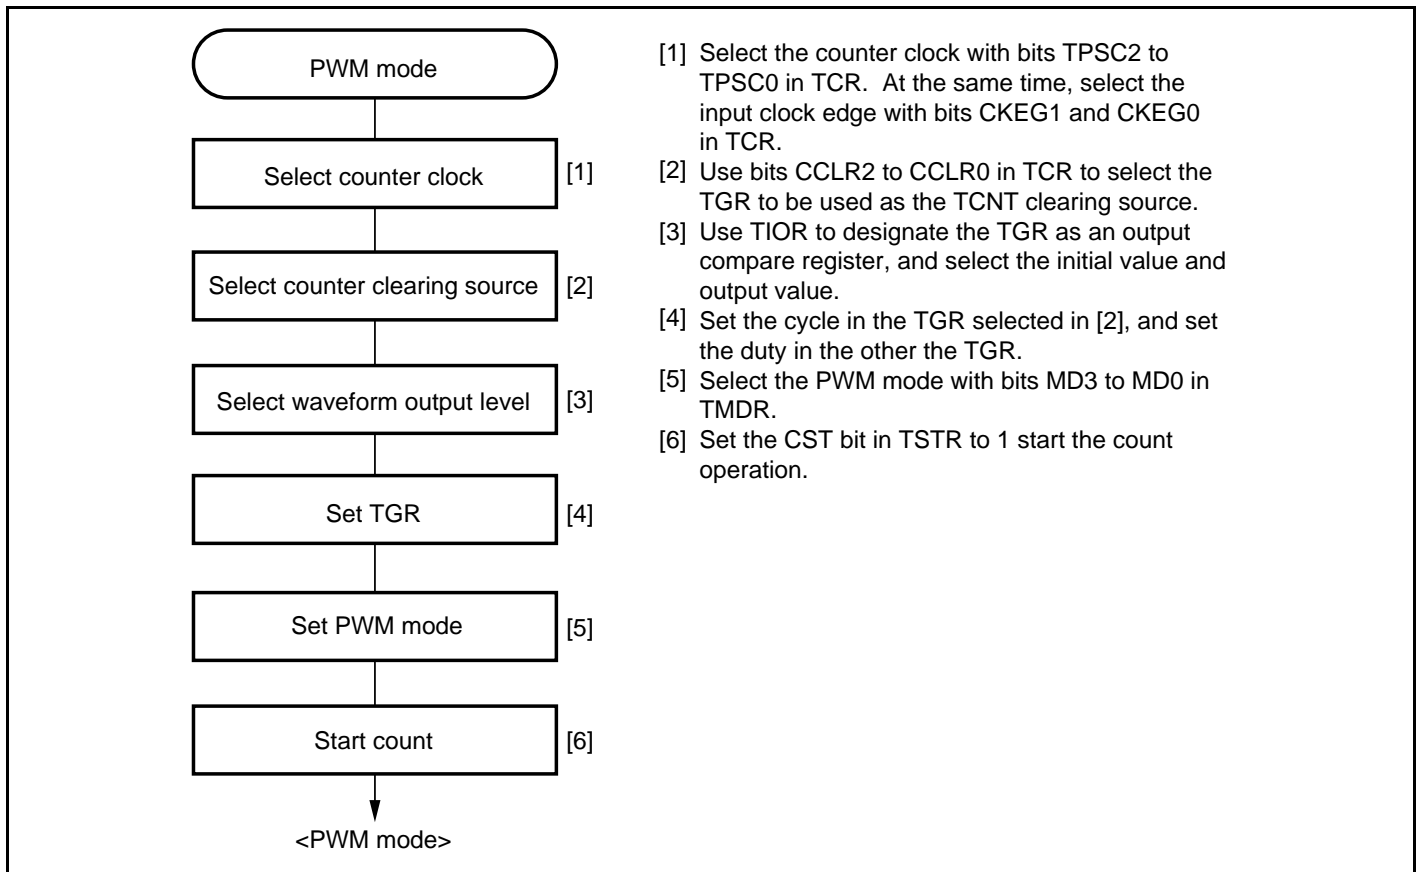 PWM mode
Select counter clock [1]
Select counter clearing source [2]
Select waveform output level [3]
Set TGR [4]
Set PWM mode [5]
Start count [6]
<PWM mode>
[1] Select the counter clock with bits TPSC2 to
TPSC0 in TCR.  At the same time, select the
input clock edge with bits CKEG1 and CKEG0
in TCR.
[2] Use bits CCLR2 to CCLR0 in TCR to select the
TGR to be used as the TCNT clearing source.
[3] Use TIOR to designate the TGR as an output
compare register, and select the initial value and
output value.
[4] Set the cycle in the TGR selected in [2], and set
the duty in the other the TGR.
[5] Select the PWM mode with bits MD3 to MD0 in
TMDR.
[6] Set the CST bit in TSTR to 1 start the count
operation.